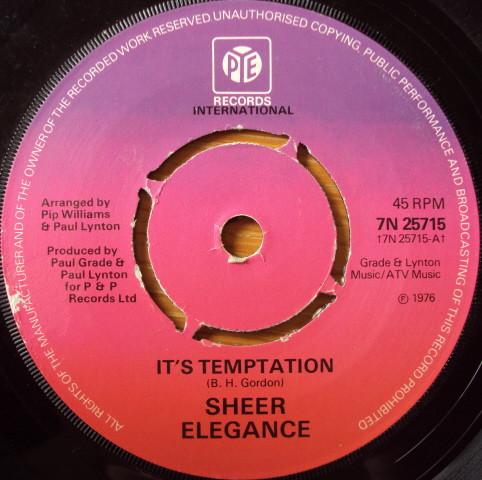 ALL RIGHTS OF THE MANUFACTURER AND OF THE OWNER OF THE RECORDED WORK RESERVED UNAUTHORISED COPYING, PUBLIC PERFORMANCE AND BROADCASTING OF THIS RECORD PROHIBITED
PYE
RECORDS
INTERNATIONAL
Arranged by
Pip Williams
& Paul Lynton
Produced by
Paul Grade &
Paul Lynton
for P & P
Records Ltd
45 RPM
7N 25715
†7N 25715-A†
Grade & Lynton
Music/ATV Music
℗ 1976
IT'S TEMPTATION
(B. H. Gordon)
SHEER
ELEGANCE